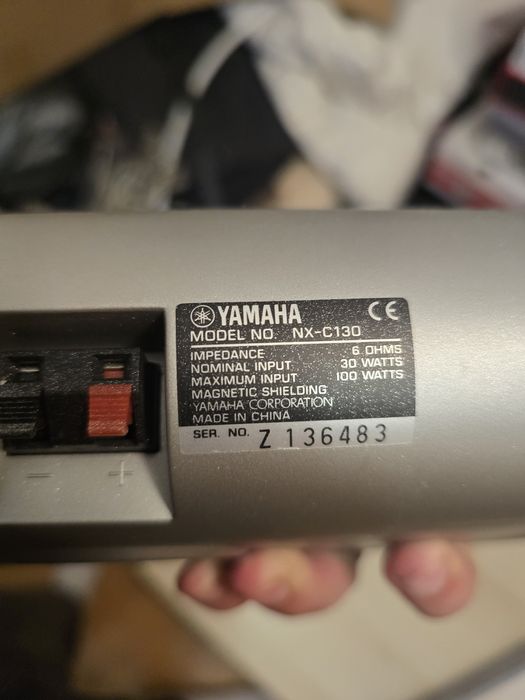 YAMAHA CE
MODEL NO. NX-C130
IMPEDANCE 6 OHMS
NOMINAL INPUT 30 WATTS
MAXIMUM INPUT 100 WATTS
MAGNETIC SHIELDING
YAMAHA CORPORATION
MADE IN CHINA
SER. NO. Z 136483
− +